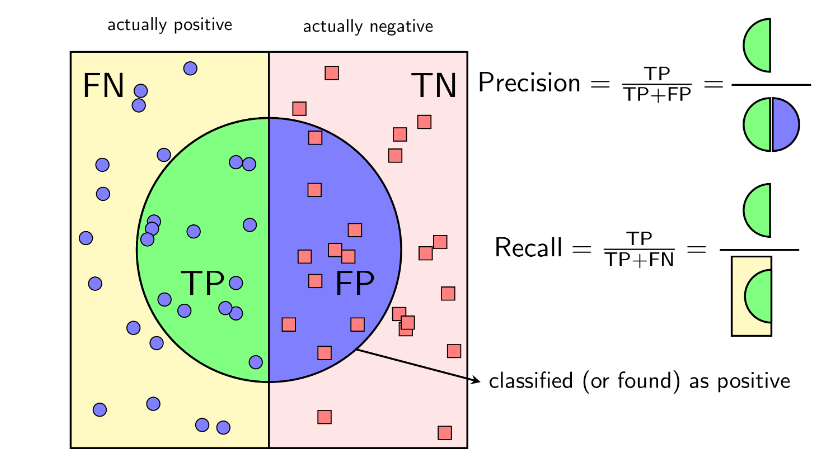 actually positive
actually negative
FN
TN
Precision = TP/TP+FP =
TP
FP
Recall = TP/TP+FN =
classified (or found) as positive